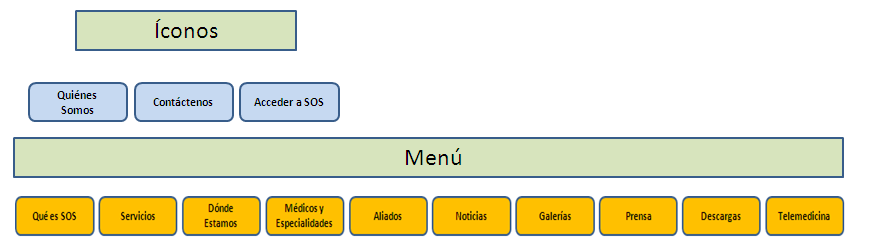 Íconos
Quiénes
Somos
Contáctenos
Acceder a SOS
Menú
Qué es SOS
Servicios
Dónde
Estamos
Médicos y
Especialidades
Aliados
Noticias
Galerías
Prensa
Descargas
Telemedicina